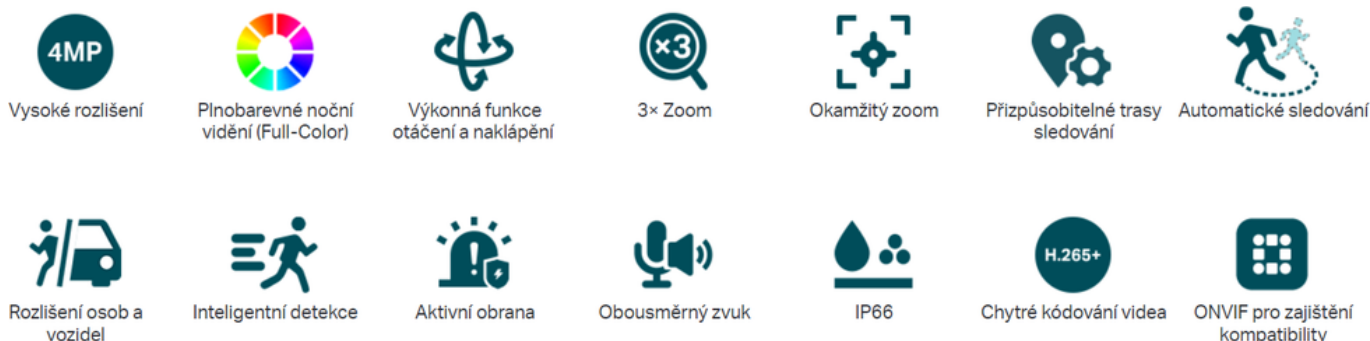 4MP
×3
Vysoké rozlišení
Plnobarevné noční
vidění (Full-Color)
Výkonná funkce
otáčení a naklápění
3× Zoom
Okamžitý zoom
Přizpůsobitelné trasy
sledování
Automatické sledování
H.265+
Rozlišení osob a
vozidel
Inteligentní detekce
Aktivní obrana
Obousměrný zvuk
IP66
Chytré kódování videa
ONVIF pro zajištění
kompatibility